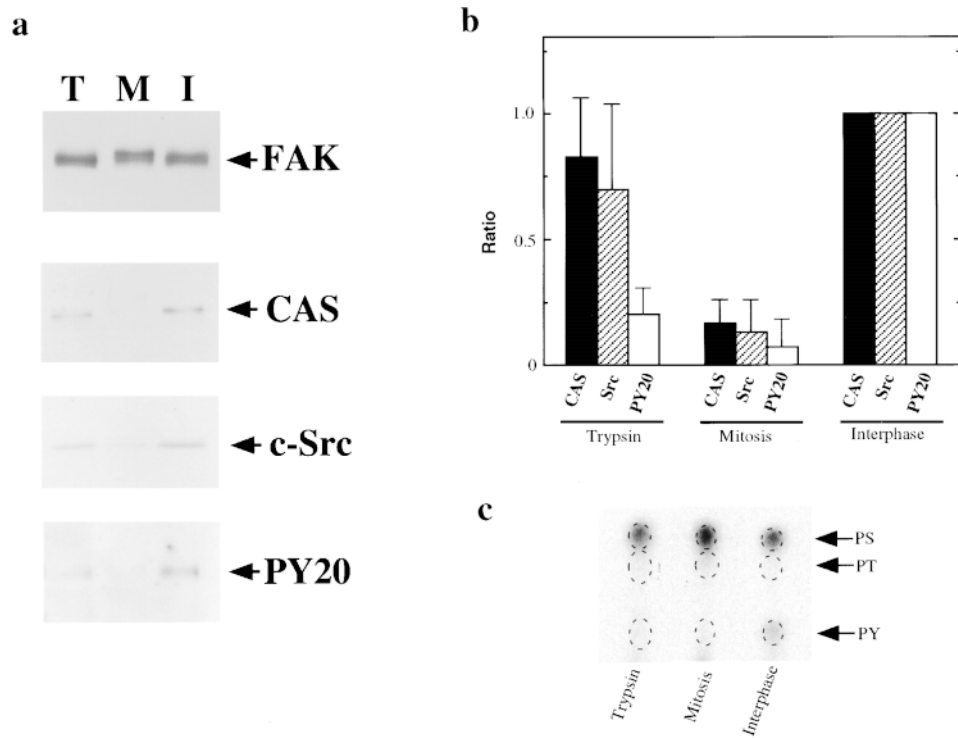 a
T M I
FAK
CAS
c-Src
PY20
b
Ratio
1.0
0.5
0
CAS Src PY20 CAS Src PY20 CAS Src PY20
Trypsin Mitosis Interphase
c
PS
PT
PY
Trypsin Mitosis Interphase